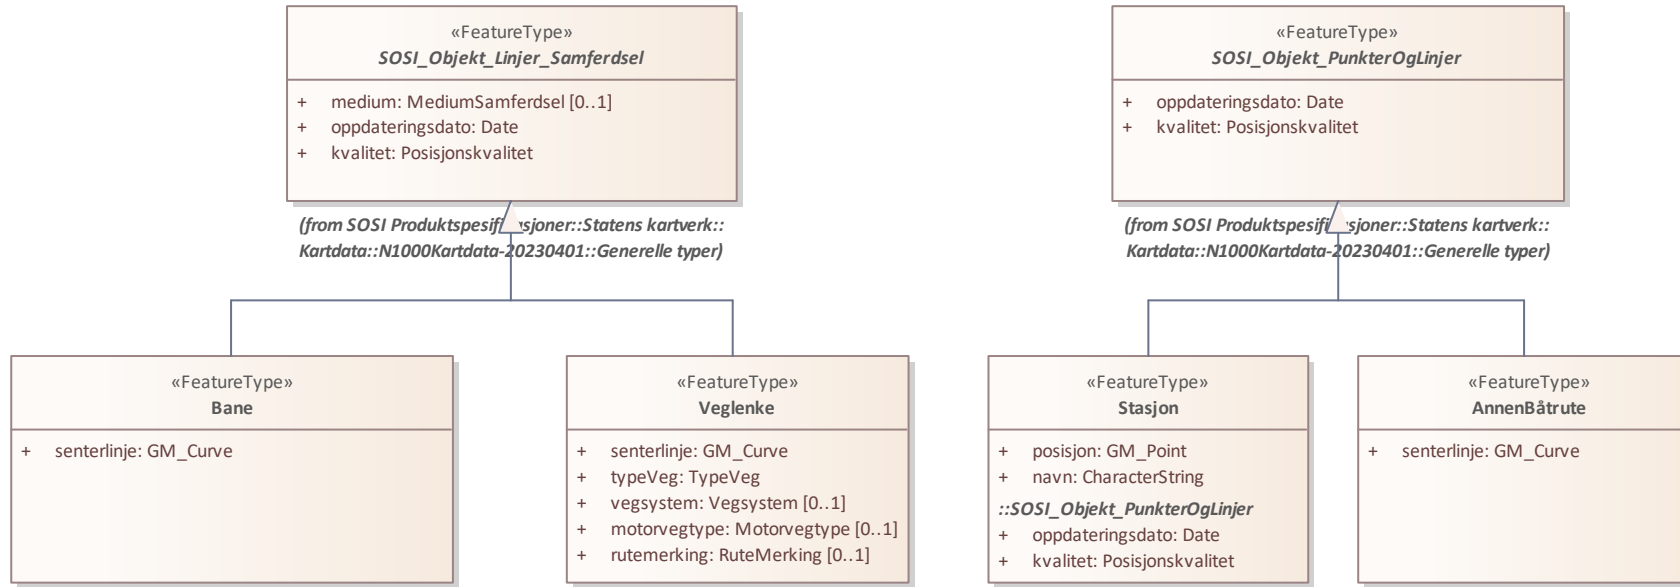 «FeatureType»
SOSI_Objekt_Linjer_Samferdsel
+ medium: MediumSamferdsel [0..1]
+ oppdateringsdato: Date
+ kvalitet: Posisjonskvalitet
(from SOSI Produktspesifikasjoner::Statens kartverk::
Kartdata::N1000Kartdata-20230401::Generelle typer)
«FeatureType»
SOSI_Objekt_PunkterOgLinjer
+ oppdateringsdato: Date
+ kvalitet: Posisjonskvalitet
(from SOSI Produktspesifikasjoner::Statens kartverk::
Kartdata::N1000Kartdata-20230401::Generelle typer)
«FeatureType»
Bane
+ senterlinje: GM_Curve
«FeatureType»
Veglenke
+ senterlinje: GM_Curve
+ typeVeg: TypeVeg
+ vegsystem: Vegsystem [0..1]
+ motorvegtype: Motorvegtype [0..1]
+ rutemerking: RuteMerking [0..1]
«FeatureType»
Stasjon
+ posisjon: GM_Point
+ navn: CharacterString
::SOSI_Objekt_PunkterOgLinjer
+ oppdateringsdato: Date
+ kvalitet: Posisjonskvalitet
«FeatureType»
AnnenBåtrute
+ senterlinje: GM_Curve